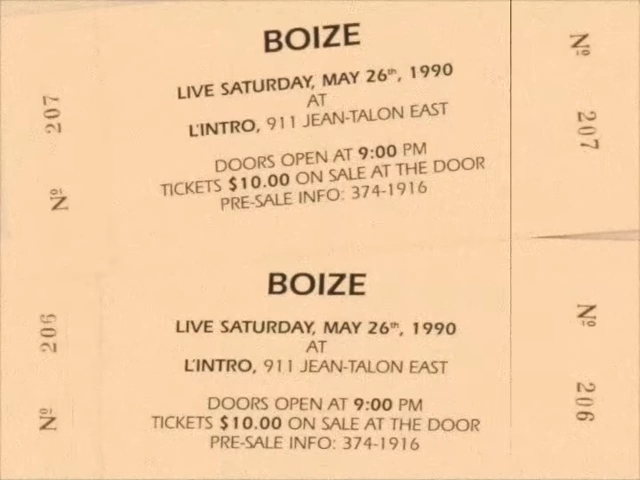 BOIZE
LIVE SATURDAY, MAY 26th, 1990
AT
L'INTRO, 911 JEAN-TALON EAST
DOORS OPEN AT 9:00 PM
TICKETS $10.00 ON SALE AT THE DOOR
PRE-SALE INFO: 374-1916
Nº 207
Nº 207
BOIZE
LIVE SATURDAY, MAY 26th, 1990
AT
L'INTRO, 911 JEAN-TALON EAST
DOORS OPEN AT 9:00 PM
TICKETS $10.00 ON SALE AT THE DOOR
PRE-SALE INFO: 374-1916
Nº 206
Nº 206